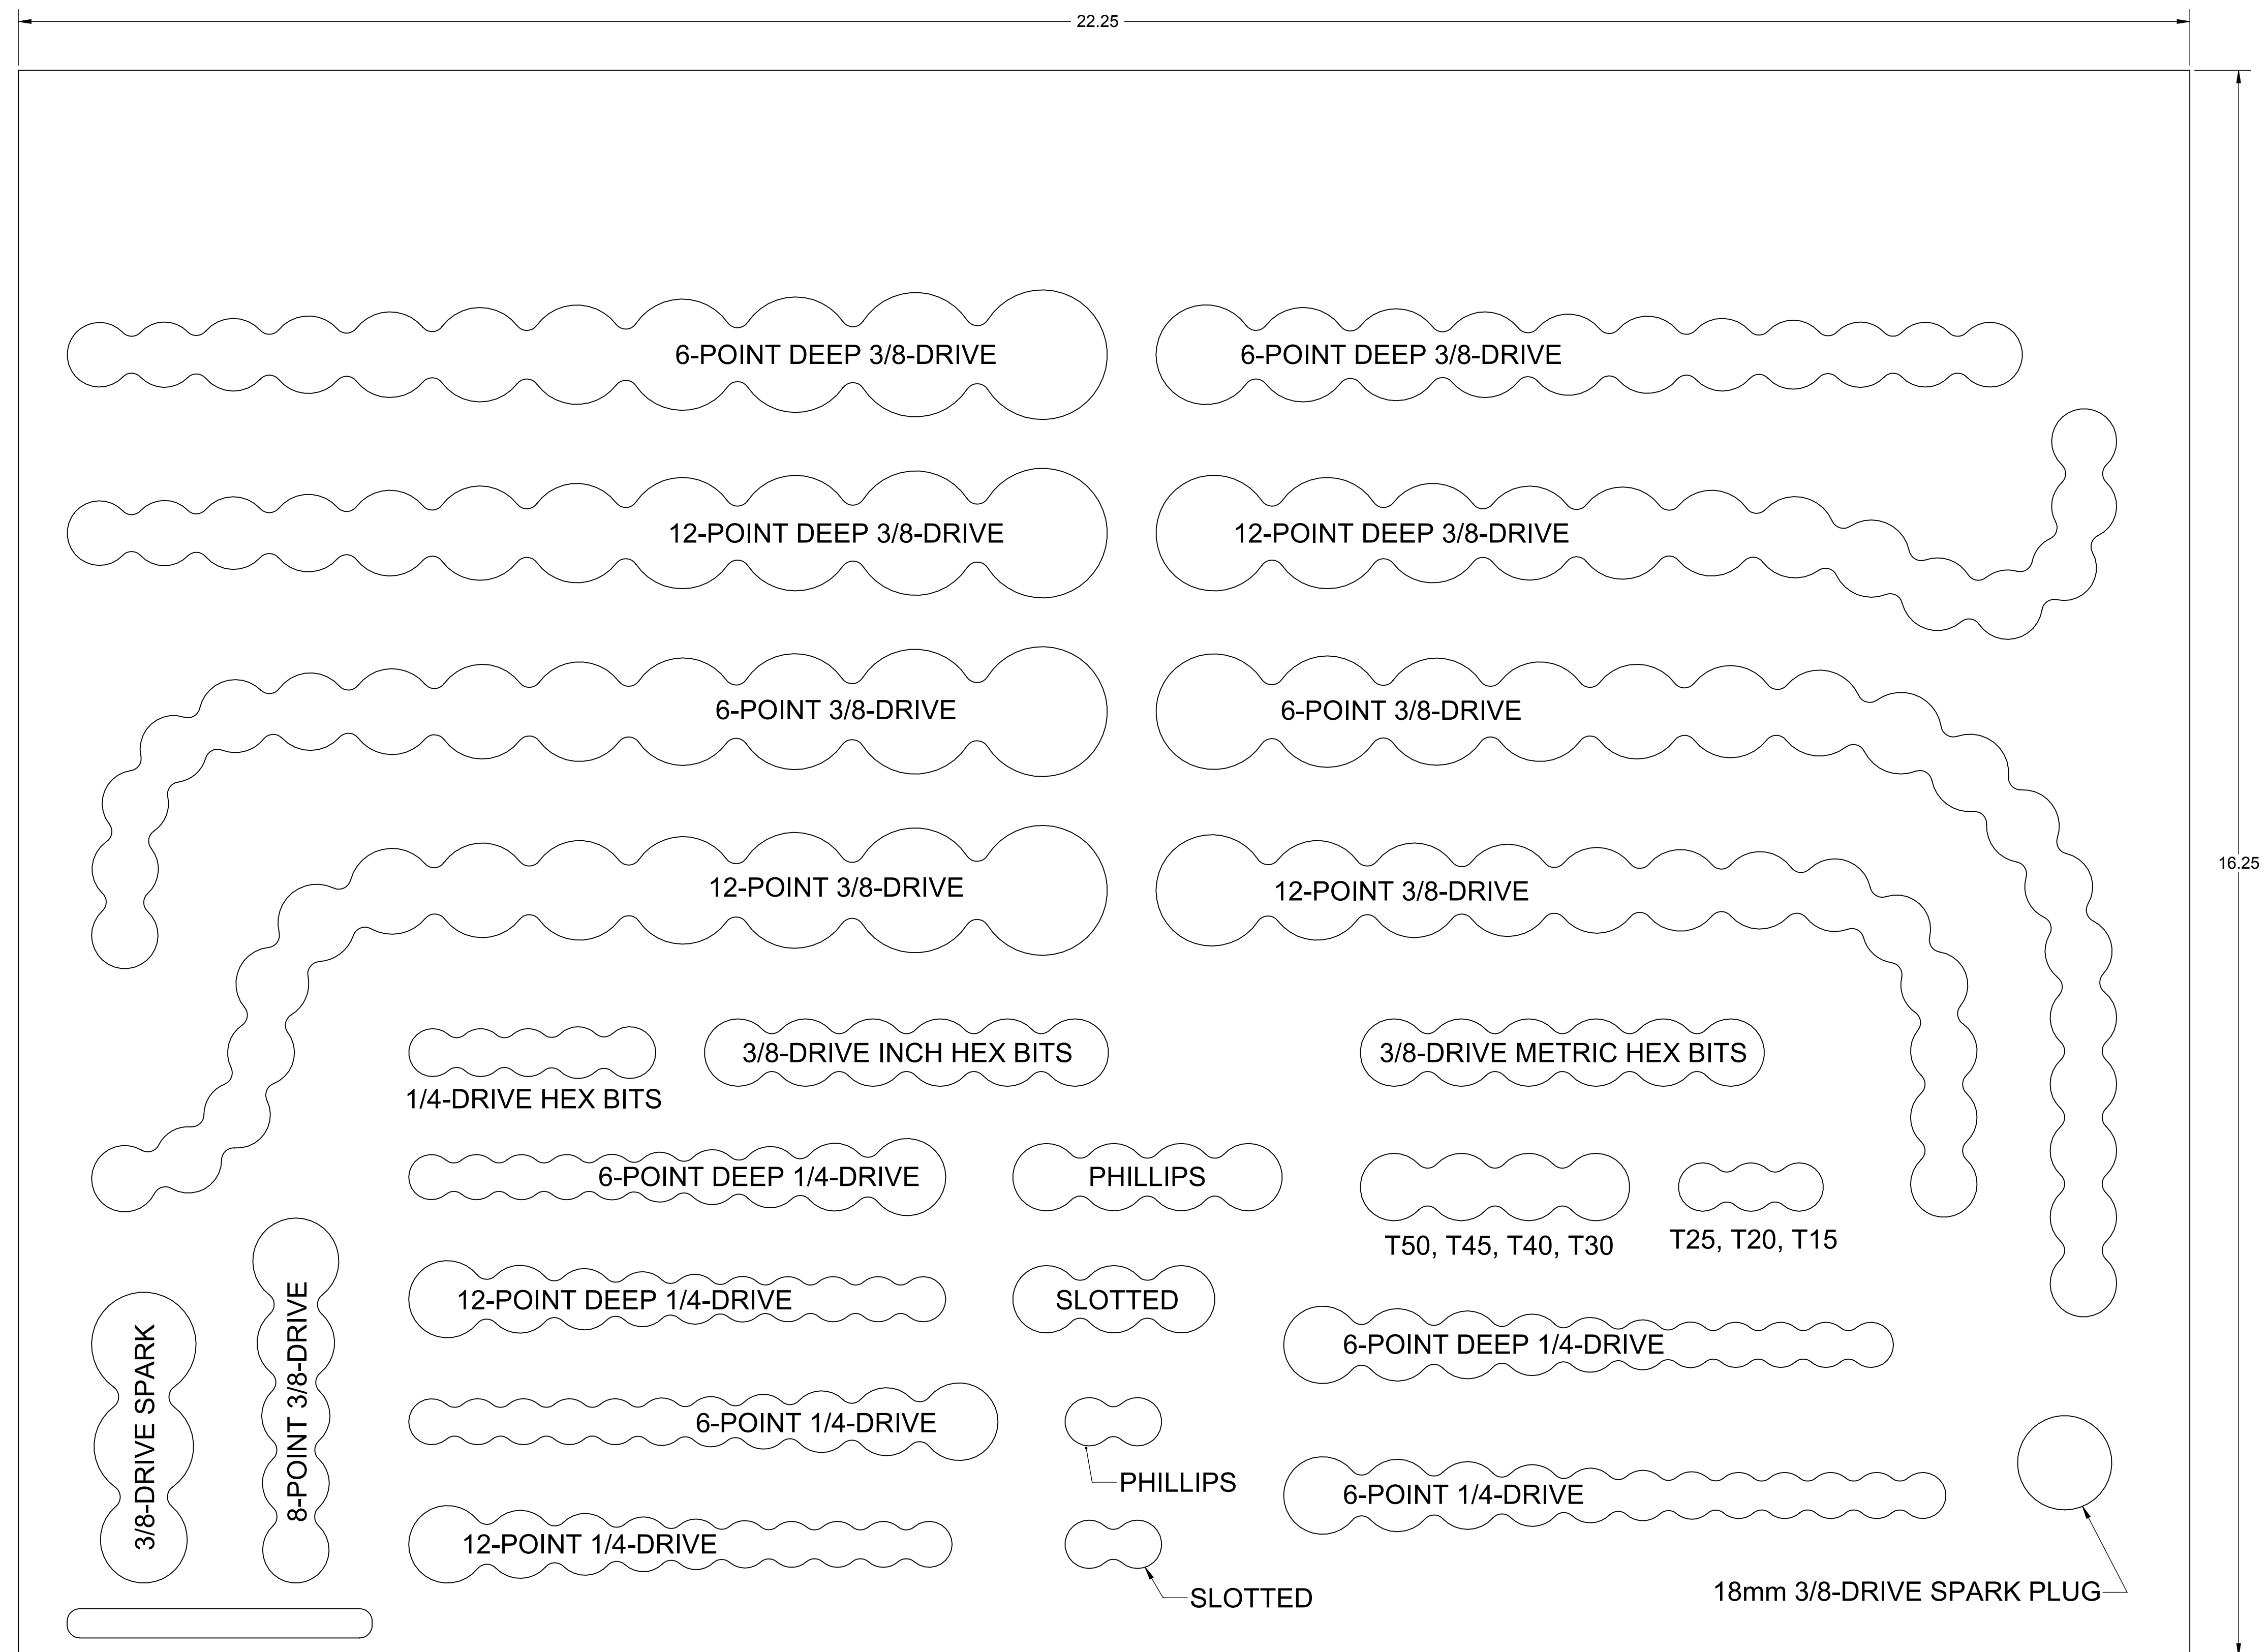 22.25
6-POINT DEEP 3/8-DRIVE
6-POINT DEEP 3/8-DRIVE
12-POINT DEEP 3/8-DRIVE
12-POINT DEEP 3/8-DRIVE
6-POINT 3/8-DRIVE
6-POINT 3/8-DRIVE
16.25
12-POINT 3/8-DRIVE
12-POINT 3/8-DRIVE
3/8-DRIVE INCH HEX BITS
3/8-DRIVE METRIC HEX BITS
1/4-DRIVE HEX BITS
6-POINT DEEP 1/4-DRIVE
PHILLIPS
T50, T45, T40, T30
T25, T20, T15
12-POINT DEEP 1/4-DRIVE
SLOTTED
6-POINT DEEP 1/4-DRIVE
3/8-DRIVE SPARK
8-POINT 3/8-DRIVE
6-POINT 1/4-DRIVE
PHILLIPS
6-POINT 1/4-DRIVE
12-POINT 1/4-DRIVE
SLOTTED
18mm 3/8-DRIVE SPARK PLUG